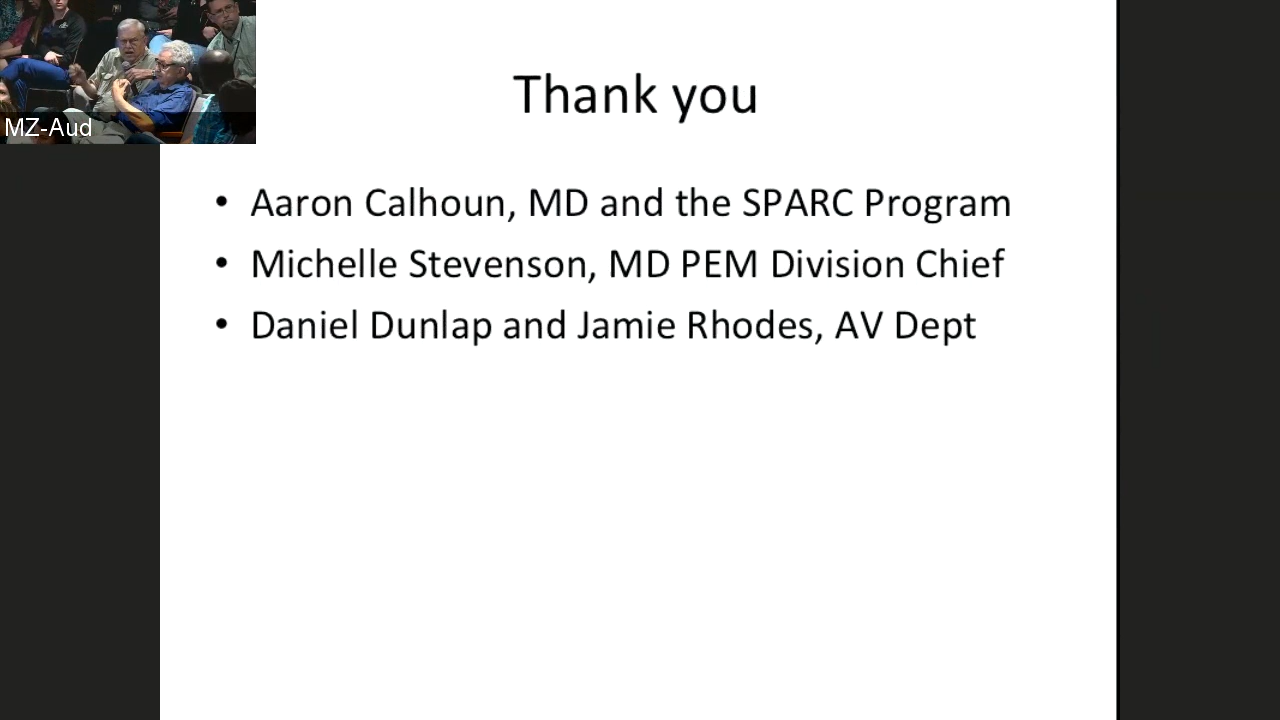 Thank you
MZ-Aud
• Aaron Calhoun, MD and the SPARC Program
• Michelle Stevenson, MD PEM Division Chief
• Daniel Dunlap and Jamie Rhodes, AV Dept